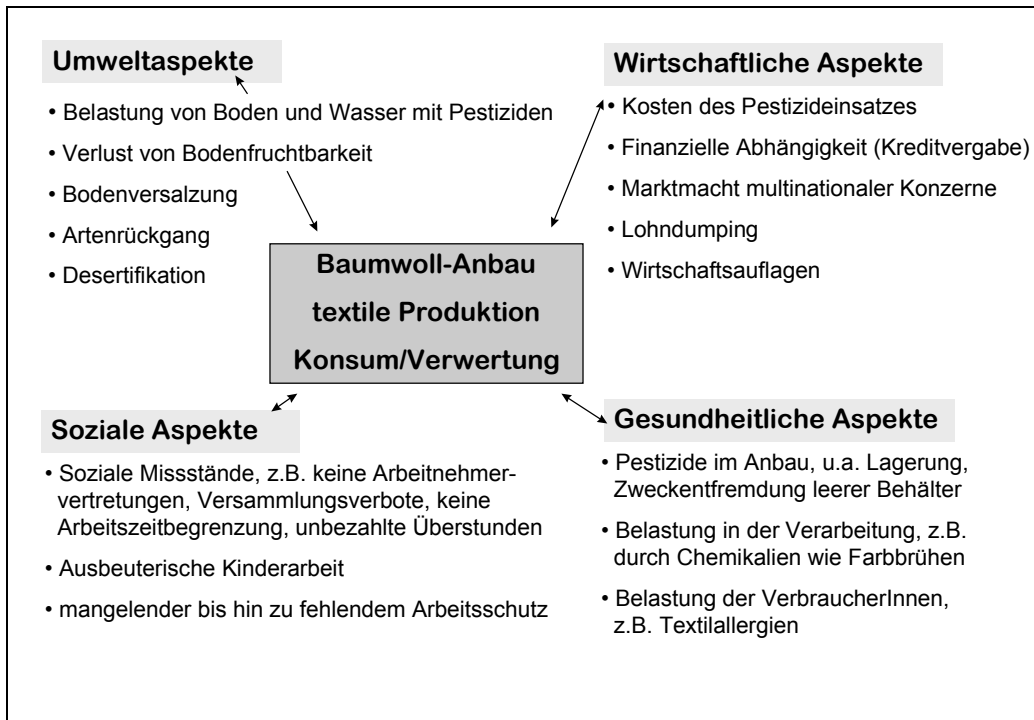 Umweltaspekte
• Belastung von Boden und Wasser mit Pestiziden
• Verlust von Bodenfruchtbarkeit
• Bodenversalzung
• Artenrückgang
• Desertifikation
Wirtschaftliche Aspekte
• Kosten des Pestizideinsatzes
• Finanzielle Abhängigkeit (Kreditvergabe)
• Marktmacht multinationaler Konzerne
• Lohndumping
• Wirtschaftsauflagen
Baumwoll-Anbau
textile Produktion
Konsum/Verwertung
Soziale Aspekte
• Soziale Missstände, z.B. keine Arbeitnehmer-
vertretungen, Versammlungsverbote, keine
Arbeitszeitbegrenzung, unbezahlte Überstunden
• Ausbeuterische Kinderarbeit
• mangelender bis hin zu fehlendem Arbeitsschutz
Gesundheitliche Aspekte
• Pestizide im Anbau, u.a. Lagerung,
Zweckentfremdung leerer Behälter
• Belastung in der Verarbeitung, z.B.
durch Chemikalien wie Farbbrühen
• Belastung der VerbraucherInnen,
z.B. Textilallergien